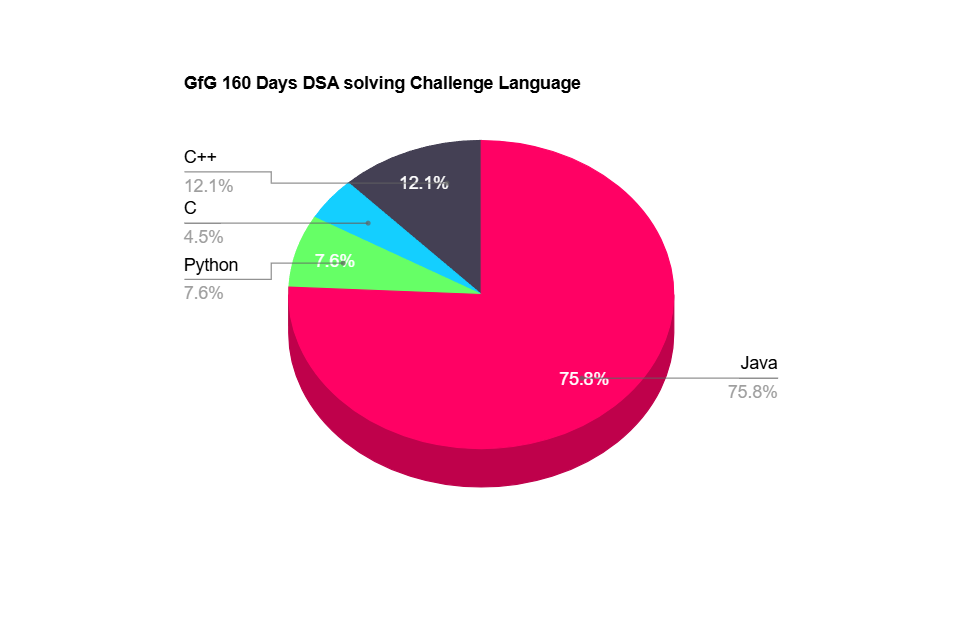 GfG 160 Days DSA solving Challenge Language
C++
12.1%
12.1%
C
4.5%
Python
7.6%
7.6%
Java
75.8%
75.8%